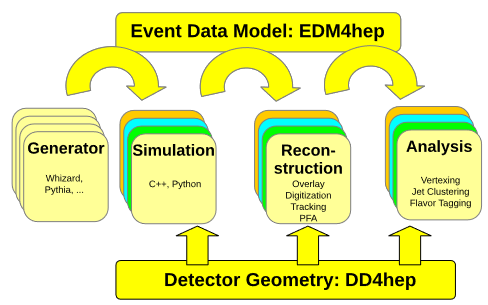 Event Data Model: EDM4hep
Generator
Whizard,
Pythia, ...
Simulation
C++, Python
Recon-
struction
Overlay
Digitization
Tracking
PFA
Analysis
Vertexing
Jet Clustering
Flavor Tagging
Detector Geometry: DD4hep